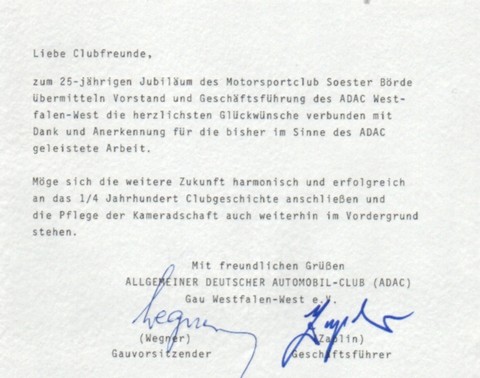 Liebe Clubfreunde,
zum 25-jährigen Jubiläum des Motorsportclub Soester Börde
übermitteln Vorstand und Geschäftsführung des ADAC West-
falen-West die herzlichsten Glückwünsche verbunden mit
Dank und Anerkennung für die bisher im Sinne des ADAC
geleistete Arbeit.
Möge sich die weitere Zukunft harmonisch und erfolgreich
an das 1/4 Jahrhundert Clubgeschichte anschließen und
die Pflege der Kameradschaft auch weiterhin im Vordergrund
stehen.
Mit freundlichen Grüßen
ALLGEMEINER DEUTSCHER AUTOMOBIL-CLUB (ADAC)
Gau Westfalen-West e.V.
Wegner
(Wegner) (Zaplin)
Gauvorsitzender Geschäftsführer